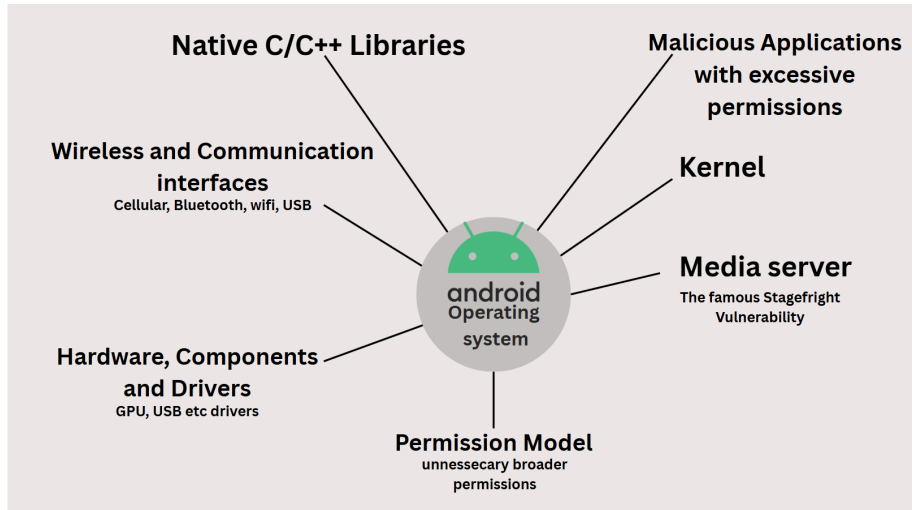 Native C/C++ Libraries
Malicious Applications
with excessive
permissions
Wireless and Communication
interfaces
Cellular, Bluetooth, wifi, USB
Kernel
Media server
The famous Stagefright
Vulnerability
android
Operating
system
Hardware, Components
and Drivers
GPU, USB etc drivers
Permission Model
unnessecary broader
permissions